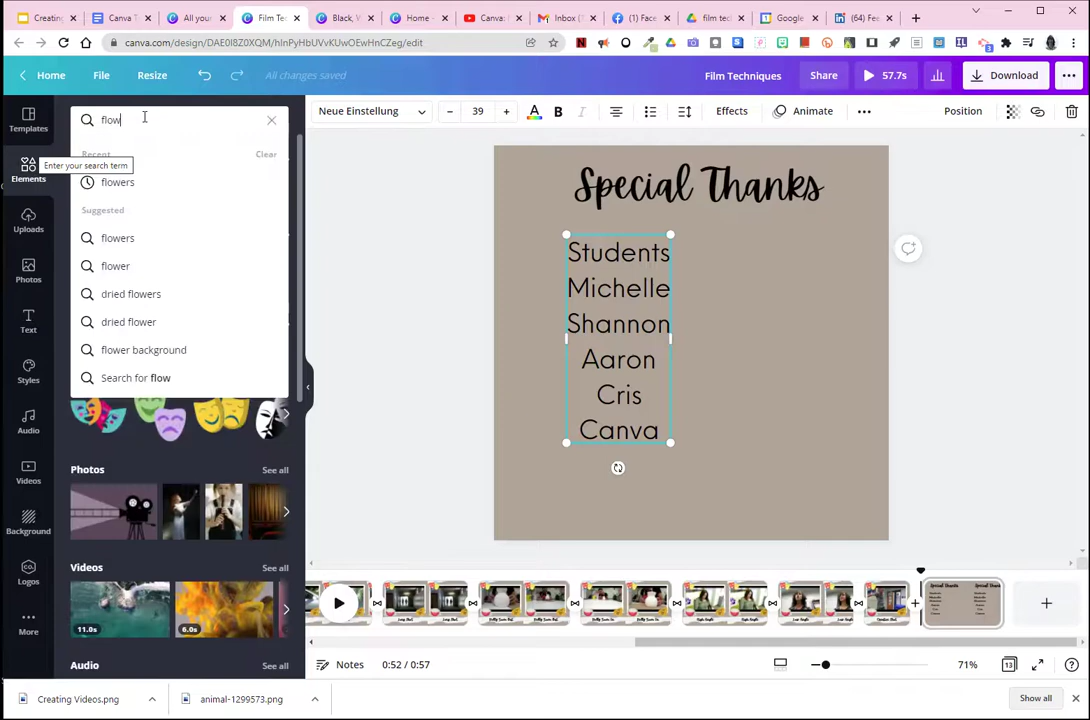 Creating
Canva T
All your
Film Tec
Black, W
Home -
Canva:
Inbox (1
(1) Face
film tech
Google
(64) Fee
canva.com/design/DAE0I8Z0XQM/hInPyHbUVvKUwOEwHnCZeg/edit
Home
File
Resize
All changes saved
Film Techniques
Share
57.7s
Download
Templates
Elements
Uploads
Photos
Text
Styles
Audio
Videos
Background
Logos
More
flow
Recent
Clear
Enter your search term
flowers
Suggested
flowers
flower
dried flowers
dried flower
flower background
Search for flow
Photos
See all
Videos
See all
11.0s
6.0s
Audio
See all
Neue Einstellung
39
B
Effects
Animate
Position
Special Thanks
Students
Michelle
Shannon
Aaron
Cris
Canva
Notes
0:52 / 0:57
71%
13
Creating Videos.png
animal-1299573.png
Show all